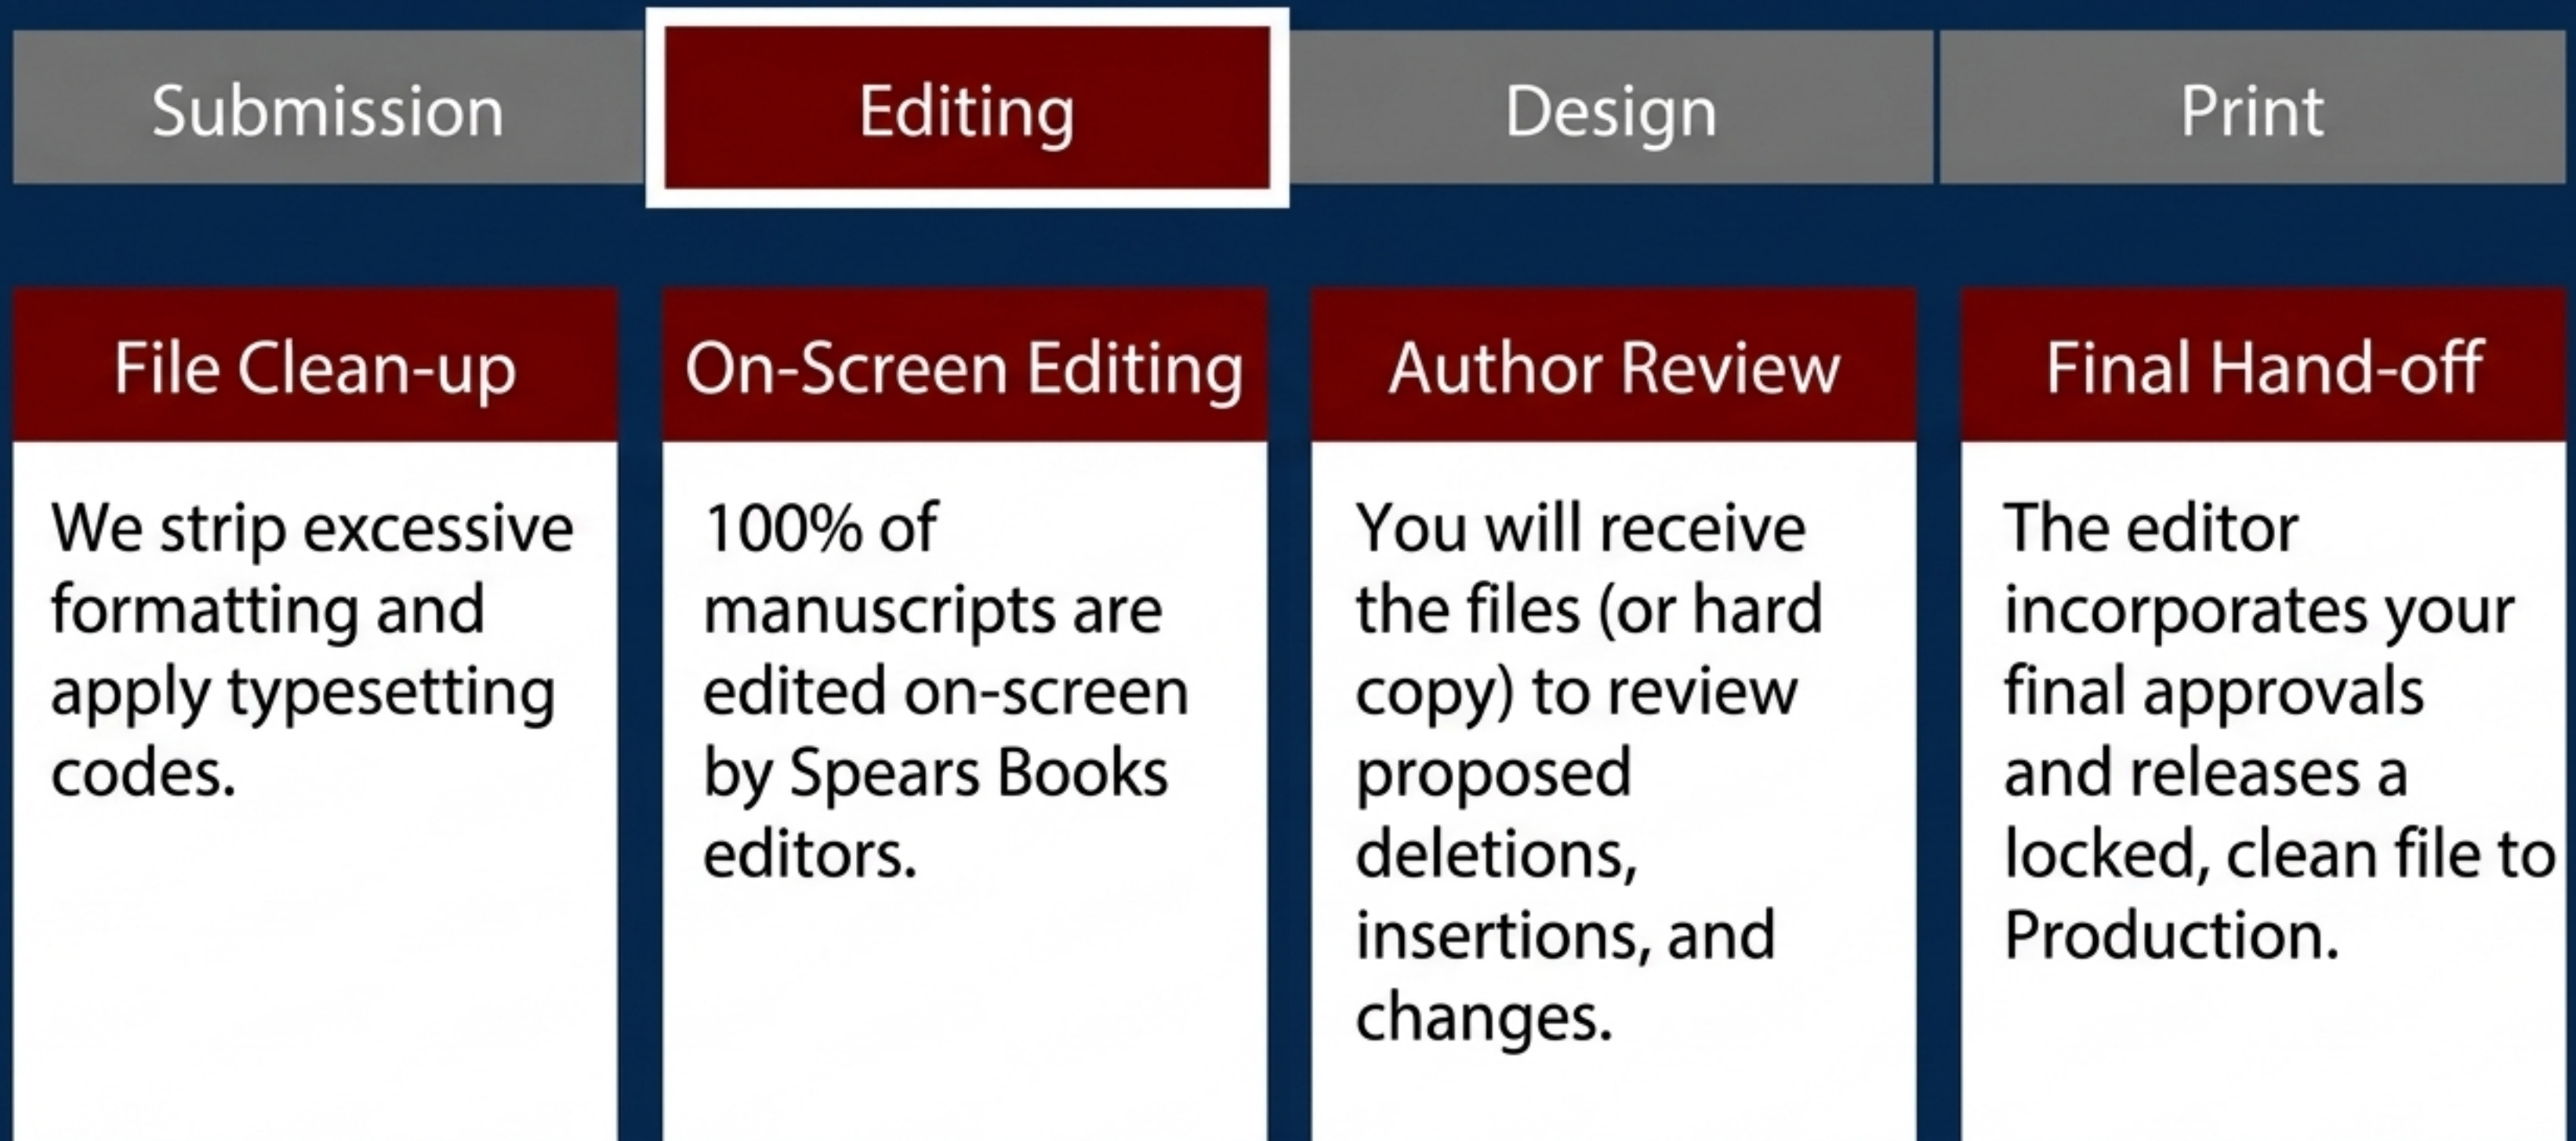 Submission
Editing
Design
Print
File Clean-up
We strip excessive
formatting and
apply typesetting
codes.
On-Screen Editing
100% of
manuscripts are
edited on-screen
by Spears Books
editors.
Author Review
You will receive
the files (or hard
copy) to review
proposed
deletions,
insertions, and
changes.
Final Hand-off
The editor
incorporates your
final approvals
and releases a
locked, clean file to
Production.